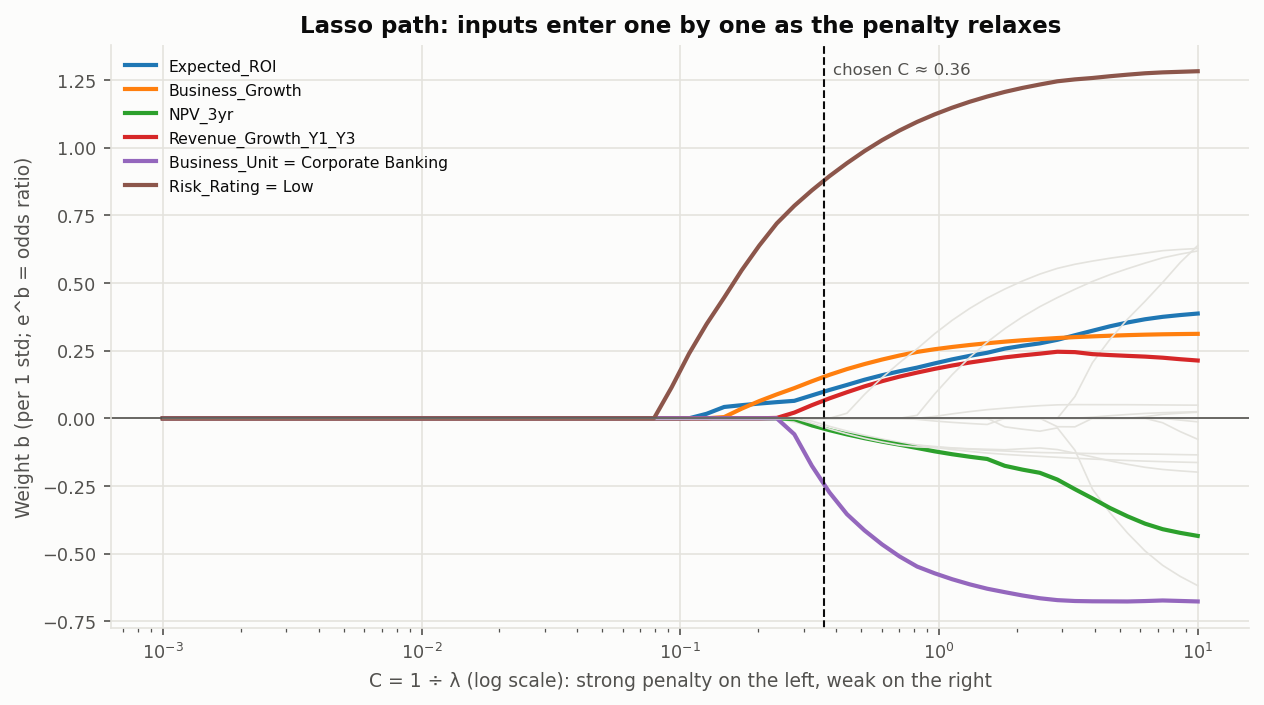 Lasso path: inputs enter one by one as the penalty relaxes
Expected_ROI
Business_Growth
NPV_3yr
Revenue_Growth_Y1_Y3
Business_Unit = Corporate Banking
Risk_Rating = Low
chosen C ≈ 0.36
Weight b (per 1 std; e^b = odds ratio)
1.25
1.00
0.75
0.50
0.25
0.00
−0.25
−0.50
−0.75
10⁻³
10⁻²
10⁻¹
10⁰
10¹
C = 1 ÷ λ (log scale): strong penalty on the left, weak on the right